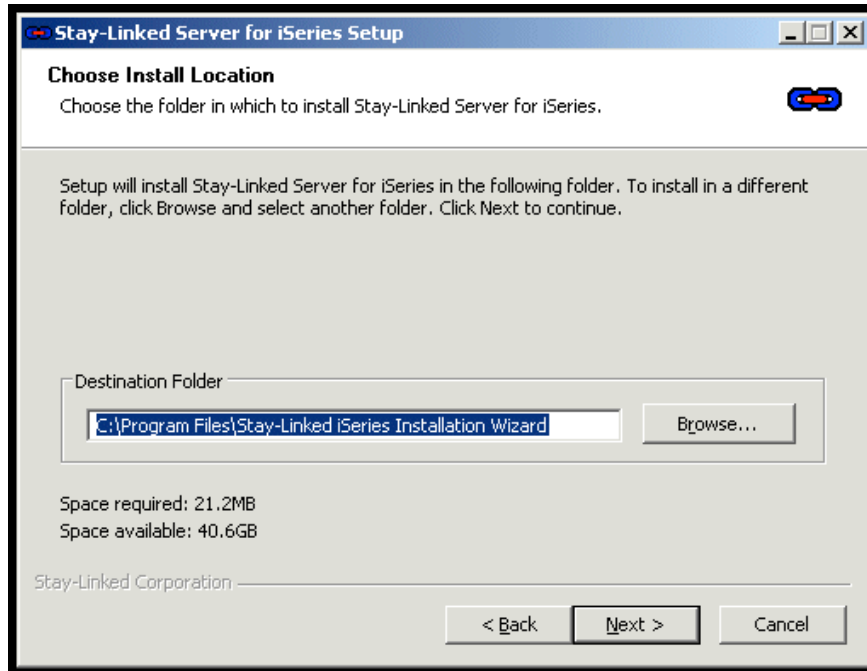 Stay-Linked Server for iSeries Setup
Choose Install Location
Choose the folder in which to install Stay-Linked Server for iSeries.
Setup will install Stay-Linked Server for iSeries in the following folder. To install in a different
folder, click Browse and select another folder. Click Next to continue.
Destination Folder
C:\Program Files\Stay-Linked iSeries Installation Wizard
Browse...
Space required: 21.2MB
Space available: 40.6GB
Stay-Linked Corporation
< Back
Next >
Cancel